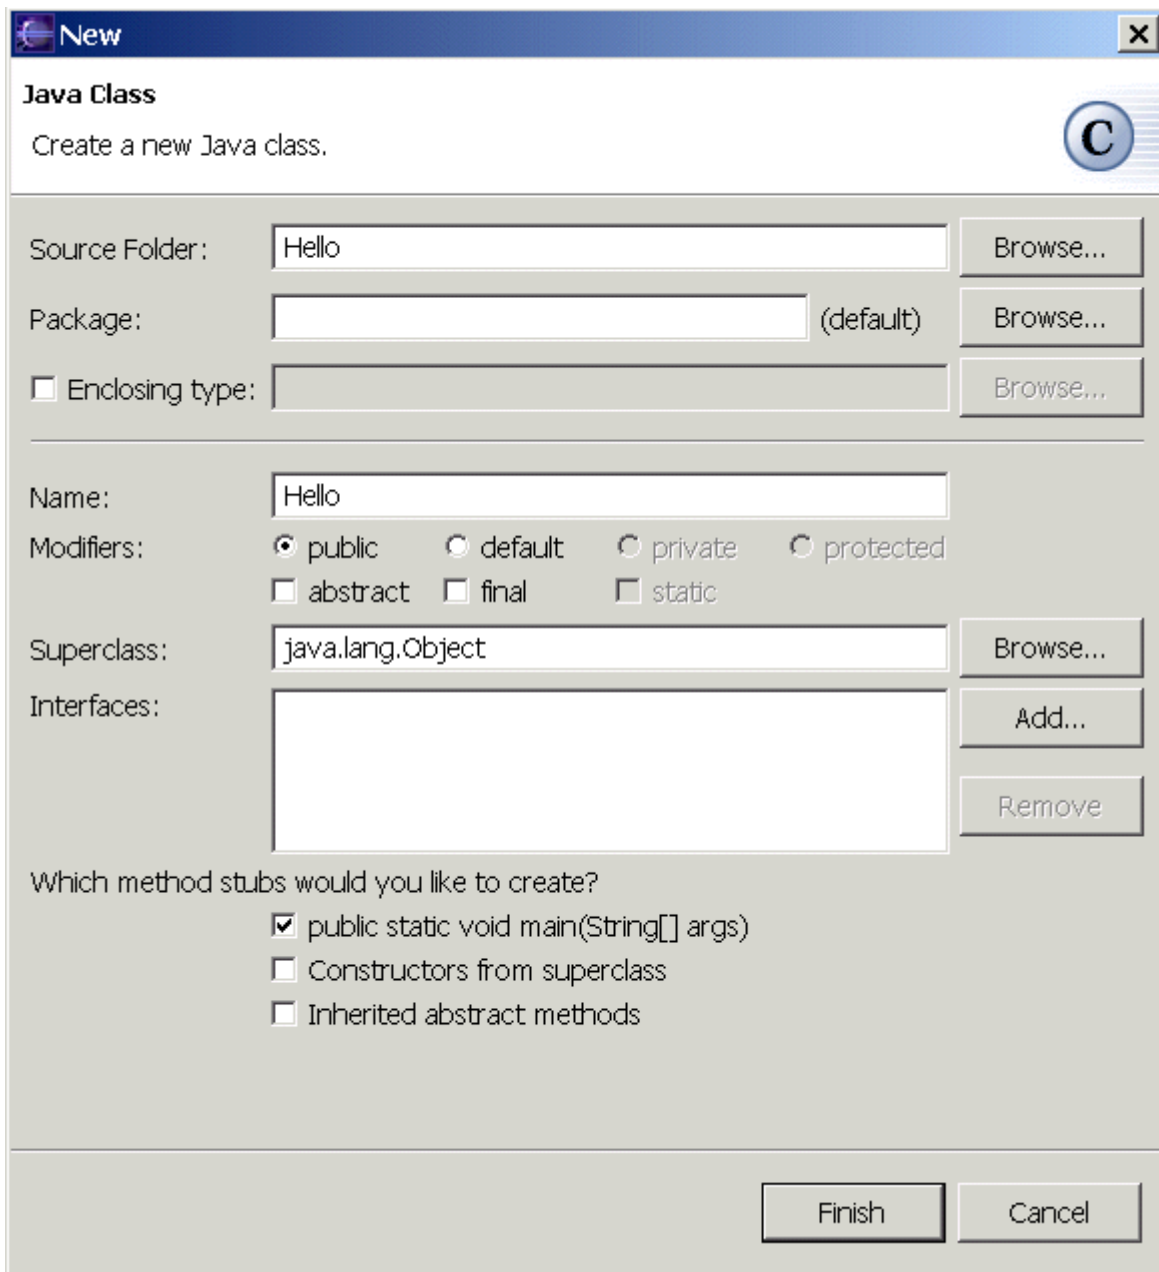 New
Java Class
Create a new Java class.
C
Source Folder: Hello Browse...
Package: (default) Browse...
Enclosing type: Browse...
Name: Hello
Modifiers: public default private protected
abstract final static
Superclass: java.lang.Object Browse...
Interfaces: Add...
Remove
Which method stubs would you like to create?
public static void main(String[] args)
Constructors from superclass
Inherited abstract methods
Finish Cancel